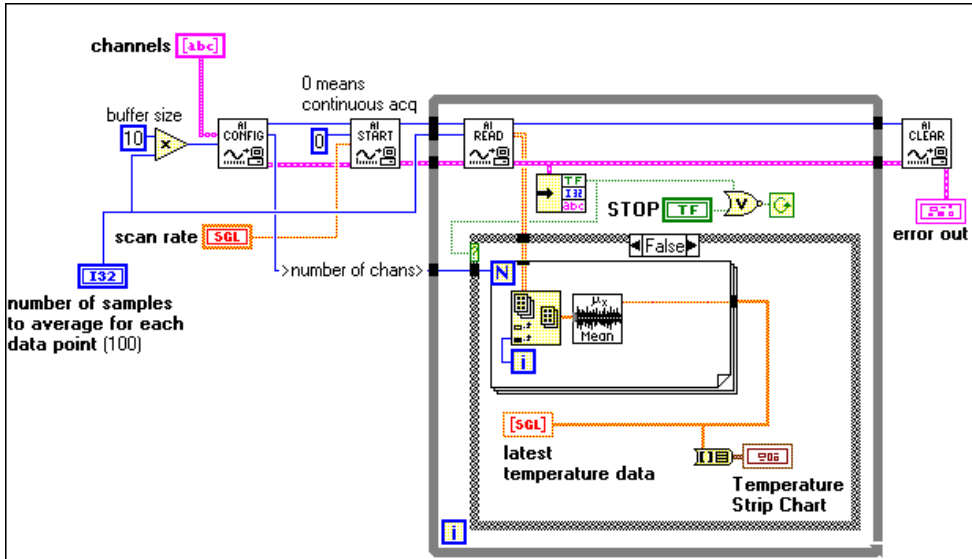 channels [abc]
0 means
continuous acq
buffer size
10
x
AI
CONFIG
0
AI
START
AI
READ
AI
CLEAR
TF
I32
abc
STOP TF
V
error out
scan rate SGL
?
False
>number of chans>
N
I32
number of samples
to average for each
data point (100)
μx
Mean
i
[SGL]
latest
temperature data
Temperature
Strip Chart
i